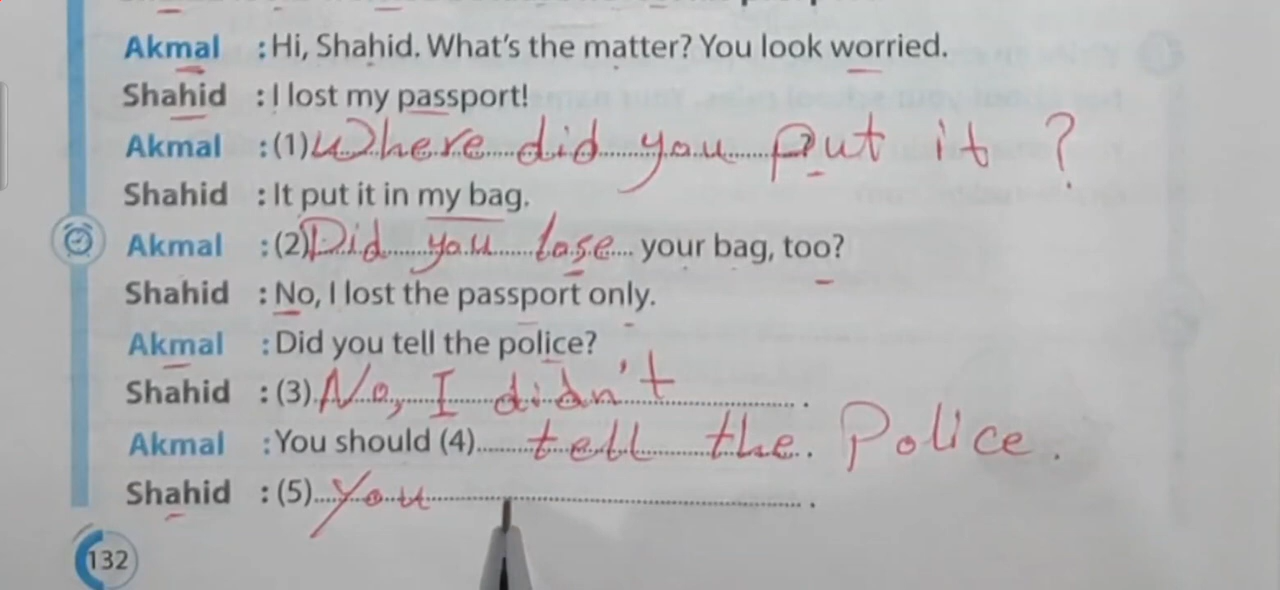 Akmal : Hi, Shahid. What's the matter? You look worried.
Shahid : I lost my passport!
Akmal : (1) Where did you put it ?
Shahid : It put it in my bag.
Akmal : (2) Did you lose your bag, too?
Shahid : No, I lost the passport only.
Akmal : Did you tell the police?
Shahid : (3) No, I didn't .
Akmal : You should (4) tell the . Police .
Shahid : (5) You .
132